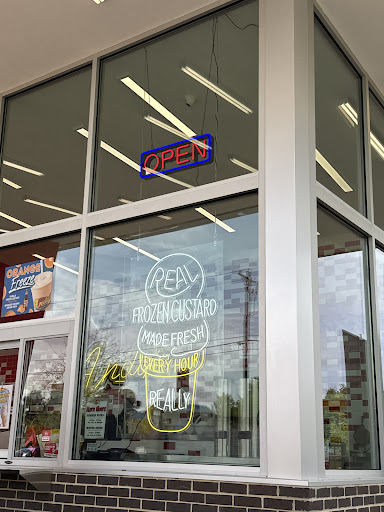 OPEN
ORANGE
Freeze
REAL
FROZEN CUSTARD
MADE FRESH
EVERY HOUR
REALLY